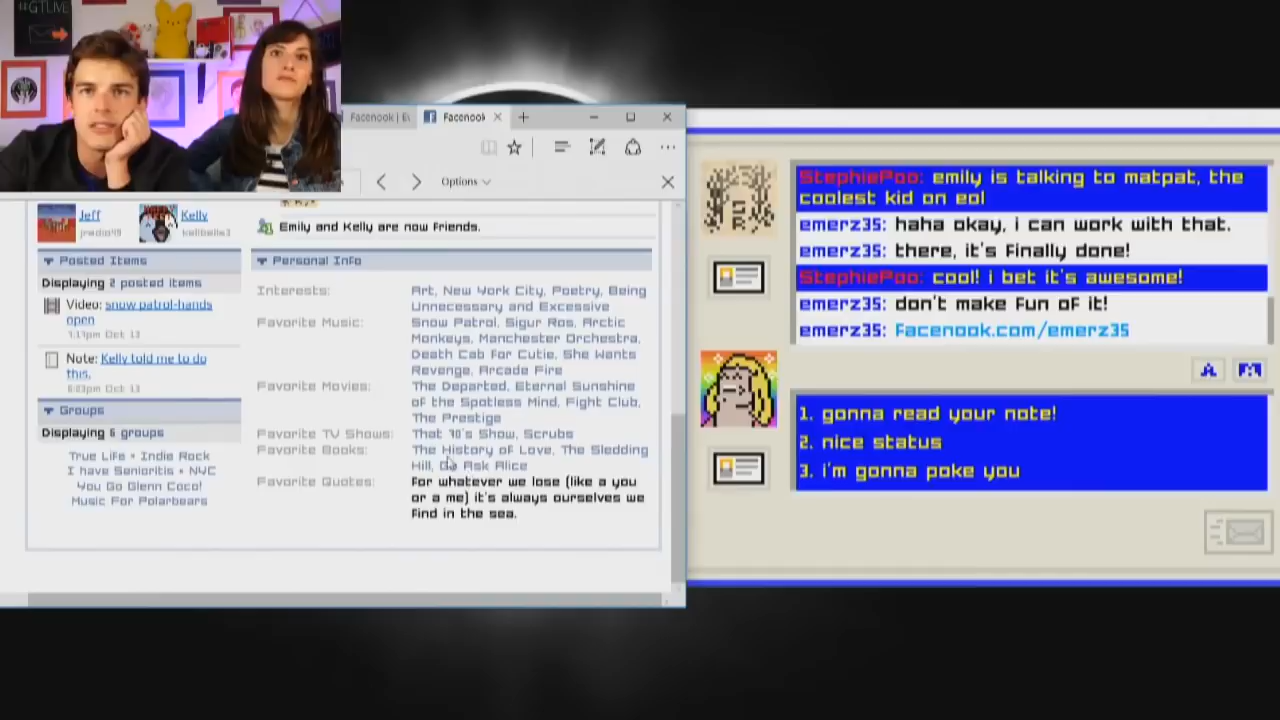 #GTLIVE
Facenook | E
Facenook
Options
Jeff
Kelly
jredio49
kellbelle3
Emily and Kelly are now friends.
Posted Items
Displaying 2 posted items
Video: snow patrol-hands
open
7:17pm Oct 13
Note: Kelly told me to do
this.
Groups
Displaying 6 groups
True Life • Indie Rock
I have Senioritis • NYC
You Go Glenn Coco!
Music For Polarbears
Personal Info
Interests: Art, New York City, Poetry, Being
Unnecessary and Excessive
Favorite Music: Snow Patrol, Sigur Ros, Arctic
Monkeys, Manchester Orchestra,
Death Cab for Cutie, She Wants
Revenge, Arcade Fire
Favorite Movies: The Departed, Eternal Sunshine
of the Spotless Mind, Fight Club,
The Prestige
Favorite TV Shows: That 70's Show, Scrubs
Favorite Books: The History of Love, The Sledding
Hill, Go Ask Alice
Favorite Quotes: For whatever we lose (like a you
or a me) it's always ourselves we
find in the sea.
StephiePoo: emily is talking to matpat, the
coolest kid on eol
emerz35: haha okay, i can work with that.
emerz35: there, it's finally done!
StephiePoo: cool! i bet it's awesome!
emerz35: don't make fun of it!
emerz35: Facenook.com/emerz35
A
1. gonna read your note!
2. nice status
3. i'm gonna poke you